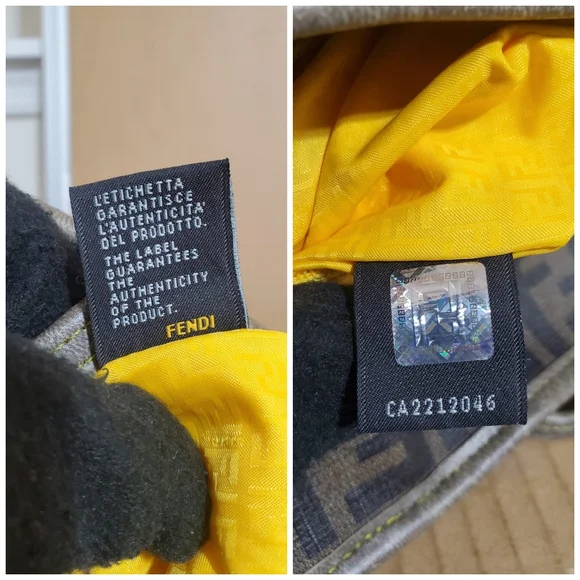 L'ETICHETTA
GARANTISCE
L'AUTENTICITA'
DEL PRODOTTO.
THE LABEL
GUARANTEES
THE
AUTHENTICITY
OF THE
PRODUCT.
FENDI
CA2212046